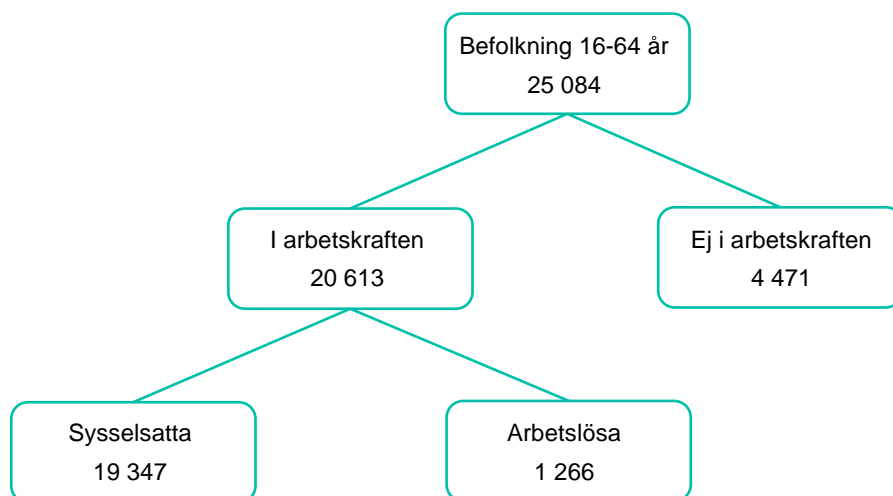 Befolkning 16-64 år
25 084
I arbetskraften
20 613
Ej i arbetskraften
4 471
Sysselsatta
19 347
Arbetslösa
1 266